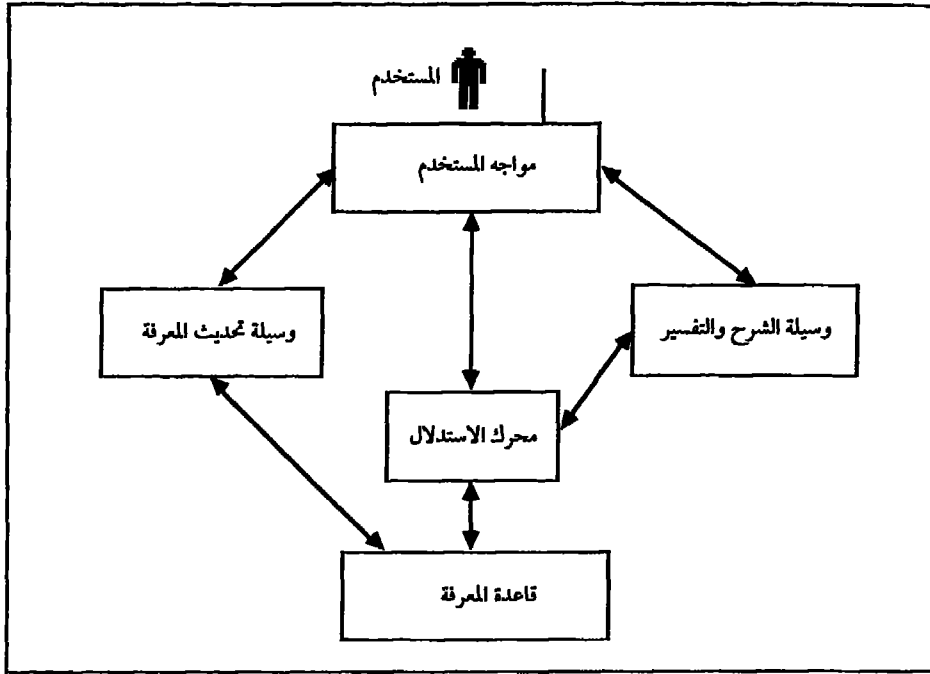 المستخدم
مواجه المستخدم
وسيلة الشرح والتفسير
وسيلة تحديث المعرفة
محرك الاستدلال
قاعدة المعرفة